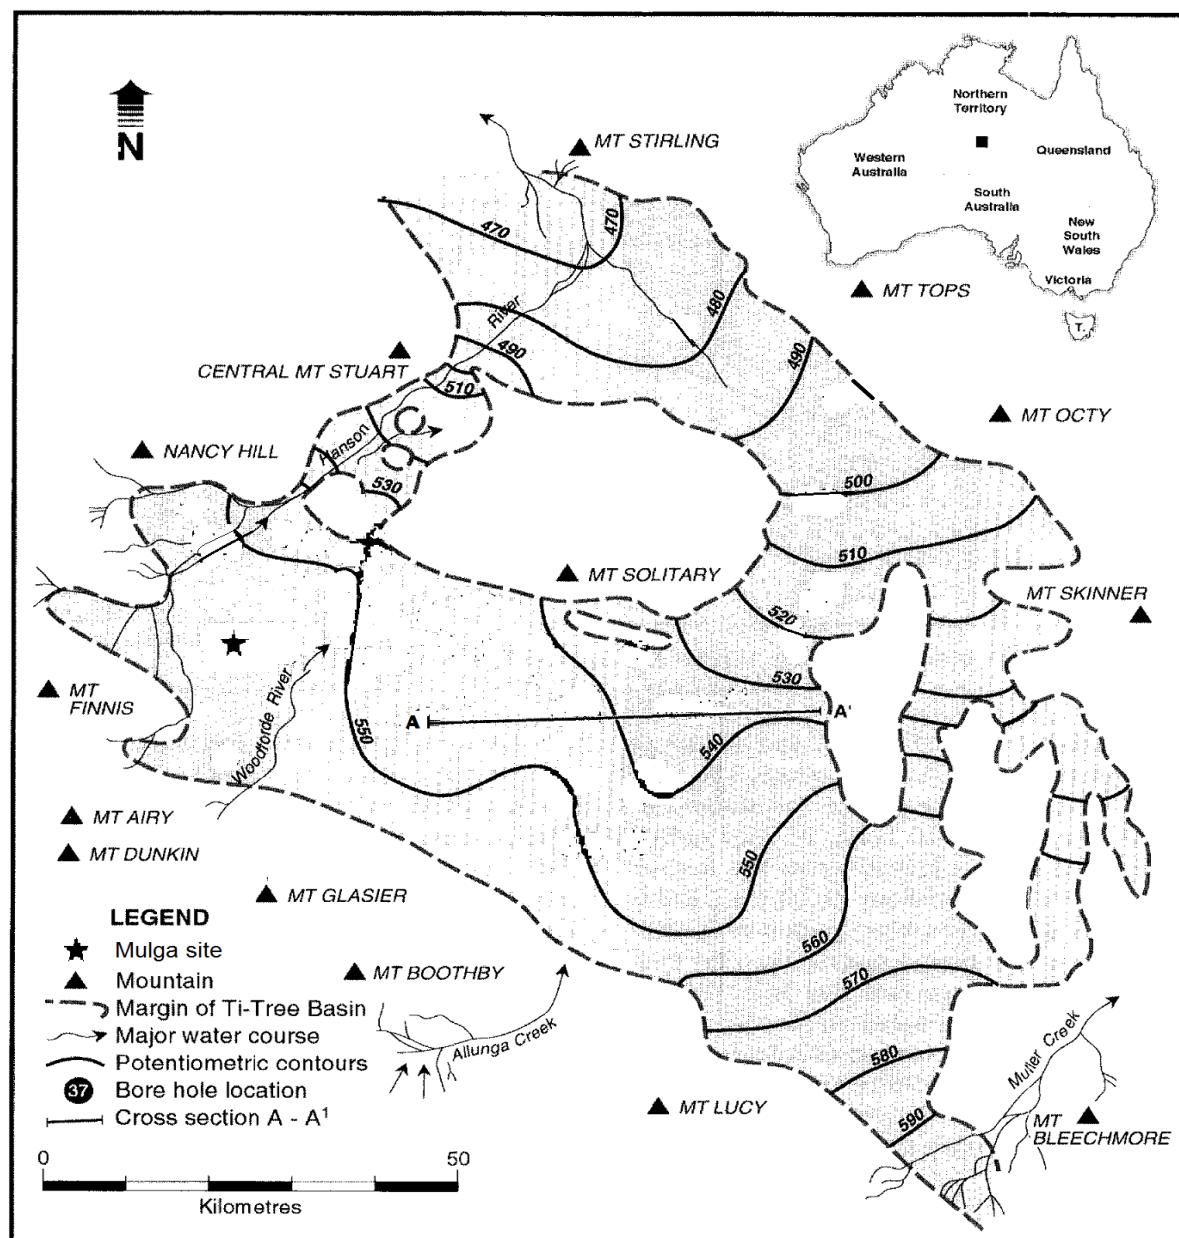 N
MT STIRLING
Northern
Territory
Western
Australia
Queensland
South
Australia
New
South
Wales
Victoria
T.
MT TOPS
470
470
480
River
490
490
CENTRAL MT STUART
510
MT OCTY
Hanson
NANCY HILL
530
500
510
MT SOLITARY
MT SKINNER
520
530
MT
FINNIS
Woodforde River
550
A
A'
540
MT AIRY
MT DUNKIN
550
MT GLASIER
560
MT BOOTHBY
570
Allunga Creek
Muller Creek
580
MT LUCY
590
MT
BLEECHMORE
LEGEND
Mulga site
Mountain
Margin of Ti-Tree Basin
Major water course
Potentiometric contours
37 Bore hole location
Cross section A - A¹
0 50
Kilometres